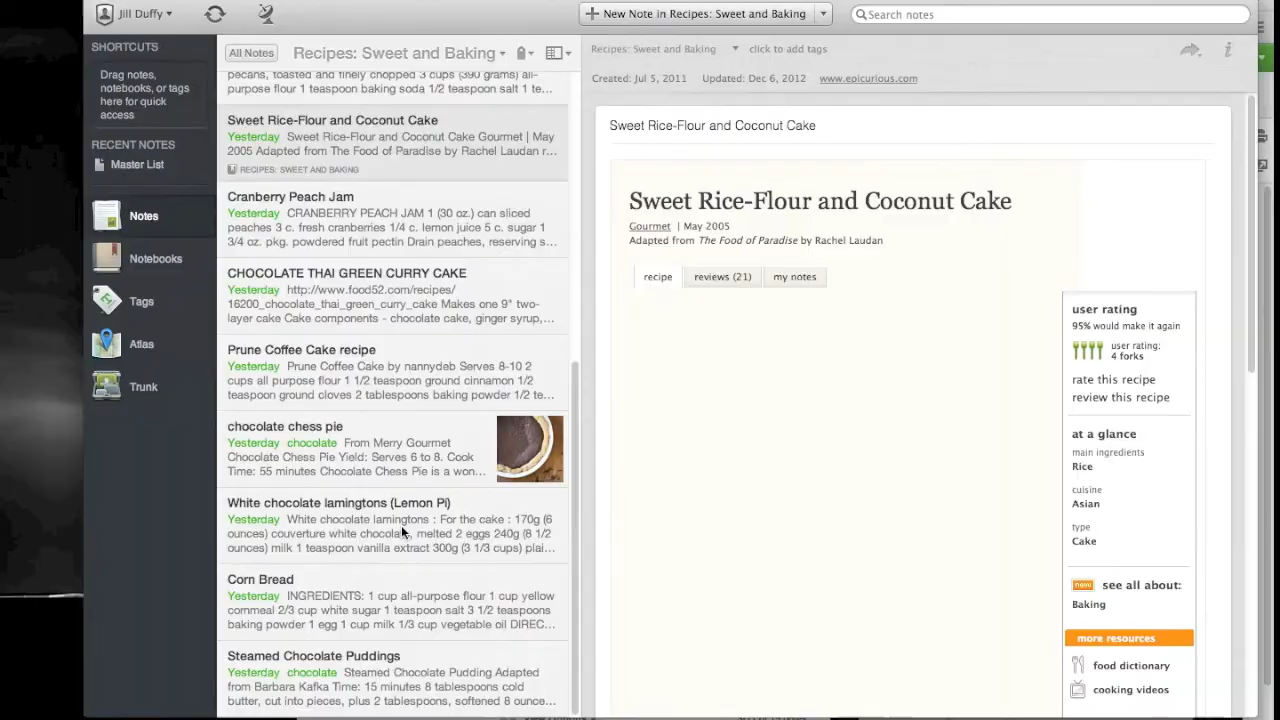 Jill Duffy
New Note in Recipes: Sweet and Baking
Search notes
SHORTCUTS
Drag notes,
notebooks, or tags
here for quick
access
RECENT NOTES
Master List
Notes
Notebooks
Tags
Atlas
Trunk
All Notes
Recipes: Sweet and Baking
pecans, toasted and finely chopped 3 cups (390 grams) all-
purpose flour 1 teaspoon baking soda 1/2 teaspoon salt 1 te...
Sweet Rice-Flour and Coconut Cake
Yesterday Sweet Rice-Flour and Coconut Cake Gourmet | May
2005 Adapted from The Food of Paradise by Rachel Laudan r...
RECIPES: SWEET AND BAKING
Cranberry Peach Jam
Yesterday CRANBERRY PEACH JAM 1 (30 oz.) can sliced
peaches 3 c. fresh cranberries 1/4 c. lemon juice 5 c. sugar 1
3/4 oz. pkg. powdered fruit pectin Drain peaches, reserving s...
CHOCOLATE THAI GREEN CURRY CAKE
Yesterday http://www.food52.com/recipes/
16200_chocolate_thai_green_curry_cake Makes one 9" two-
layer cake Cake components - chocolate cake, ginger syrup,...
Prune Coffee Cake recipe
Yesterday Prune Coffee Cake by nannydeb Serves 8-10 2
cups all purpose flour 1 1/2 teaspoon ground cinnamon 1/2
teaspoon ground cloves 2 tablespoons baking powder 1/2 te...
chocolate chess pie
Yesterday chocolate From Merry Gourmet
Chocolate Chess Pie Yield: Serves 6 to 8. Cook
Time: 55 minutes Chocolate Chess Pie is a won...
White chocolate lamingtons (Lemon Pi)
Yesterday White chocolate lamingtons : For the cake : 170g (6
ounces) couverture white chocolate, melted 2 eggs 240g (8 1/2
ounces) milk 1 teaspoon vanilla extract 300g (3 1/3 cups) plai...
Corn Bread
Yesterday INGREDIENTS: 1 cup all-purpose flour 1 cup yellow
cornmeal 2/3 cup white sugar 1 teaspoon salt 3 1/2 teaspoons
baking powder 1 egg 1 cup milk 1/3 cup vegetable oil DIREC...
Steamed Chocolate Puddings
Yesterday chocolate Steamed Chocolate Pudding Adapted
from Barbara Kafka Time: 15 minutes 8 tablespoons cold
butter, cut into pieces, plus 2 tablespoons, softened 8 ounce...
Recipes: Sweet and Baking click to add tags
Created: Jul 5, 2011 Updated: Dec 6, 2012 www.epicurious.com
Sweet Rice-Flour and Coconut Cake
Sweet Rice-Flour and Coconut Cake
Gourmet | May 2005
Adapted from The Food of Paradise by Rachel Laudan
recipe
reviews (21)
my notes
user rating
95% would make it again
user rating:
4 forks
rate this recipe
review this recipe
at a glance
main ingredients
Rice
cuisine
Asian
type
Cake
new! see all about:
Baking
more resources
food dictionary
cooking videos